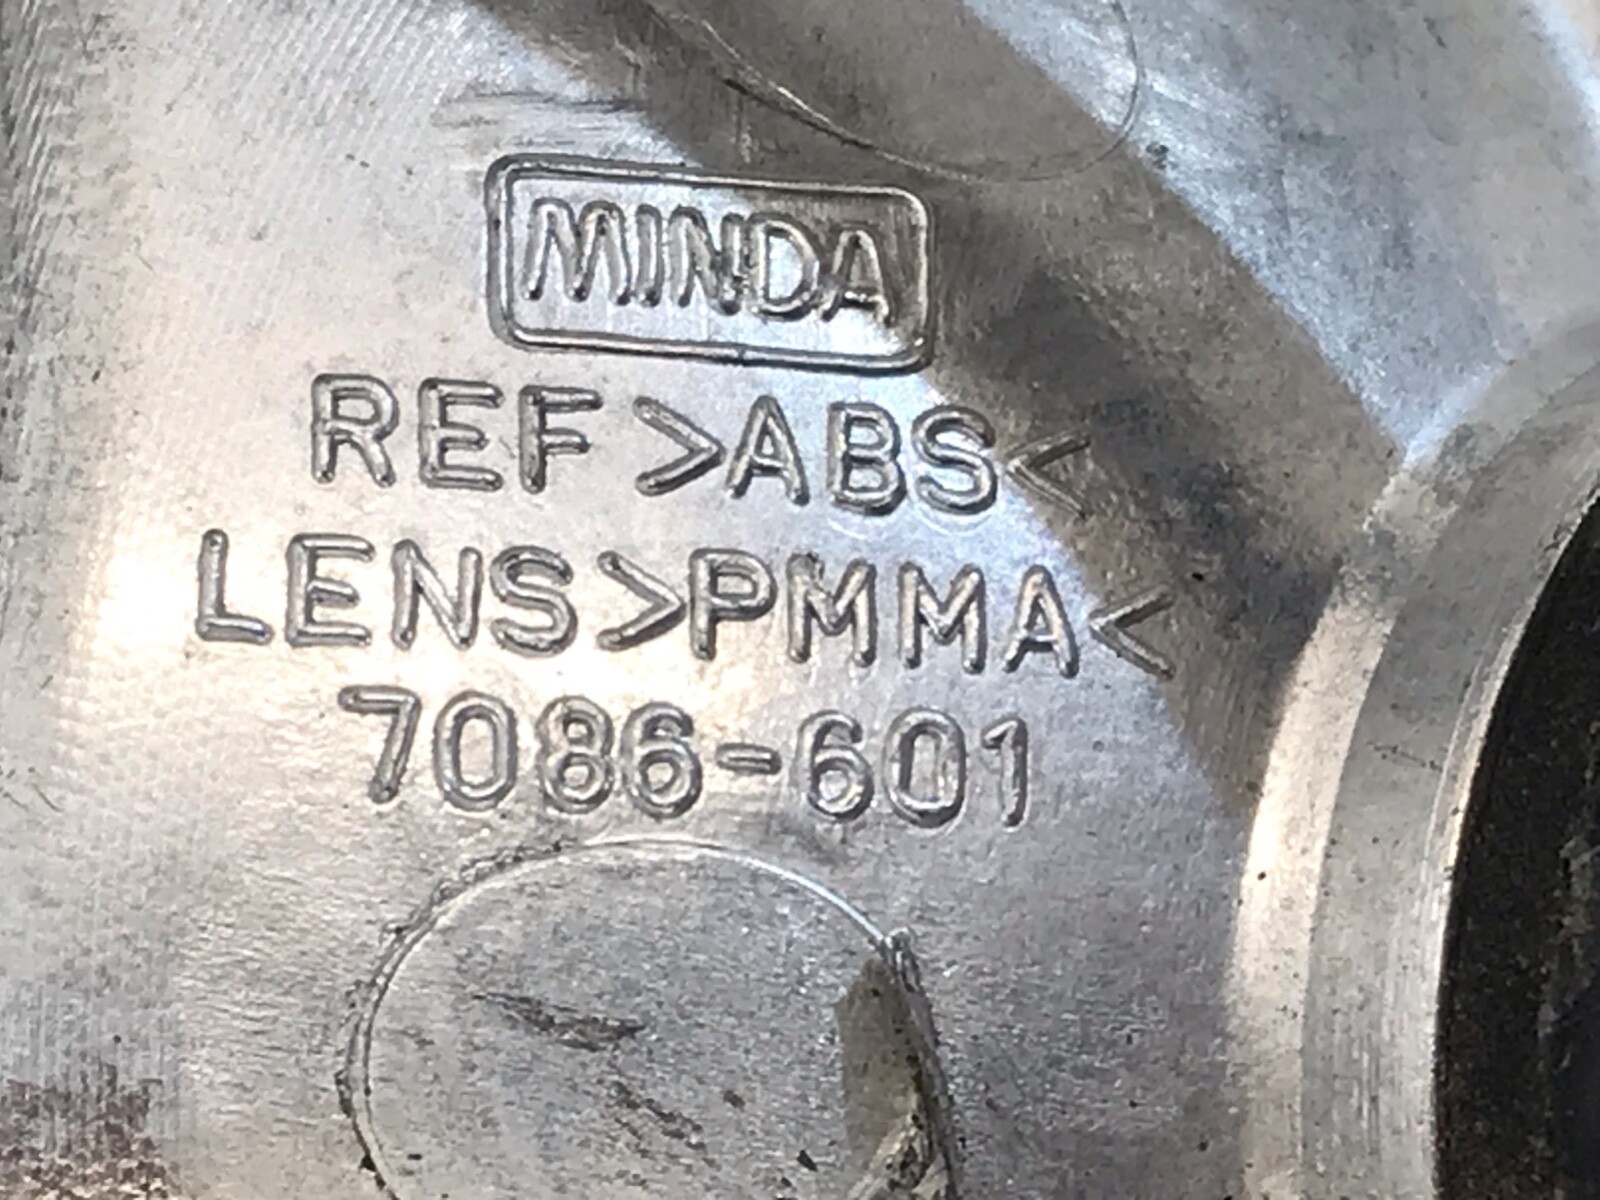 MINDA
REF >ABS<
LENS>PMMA<
7086-601